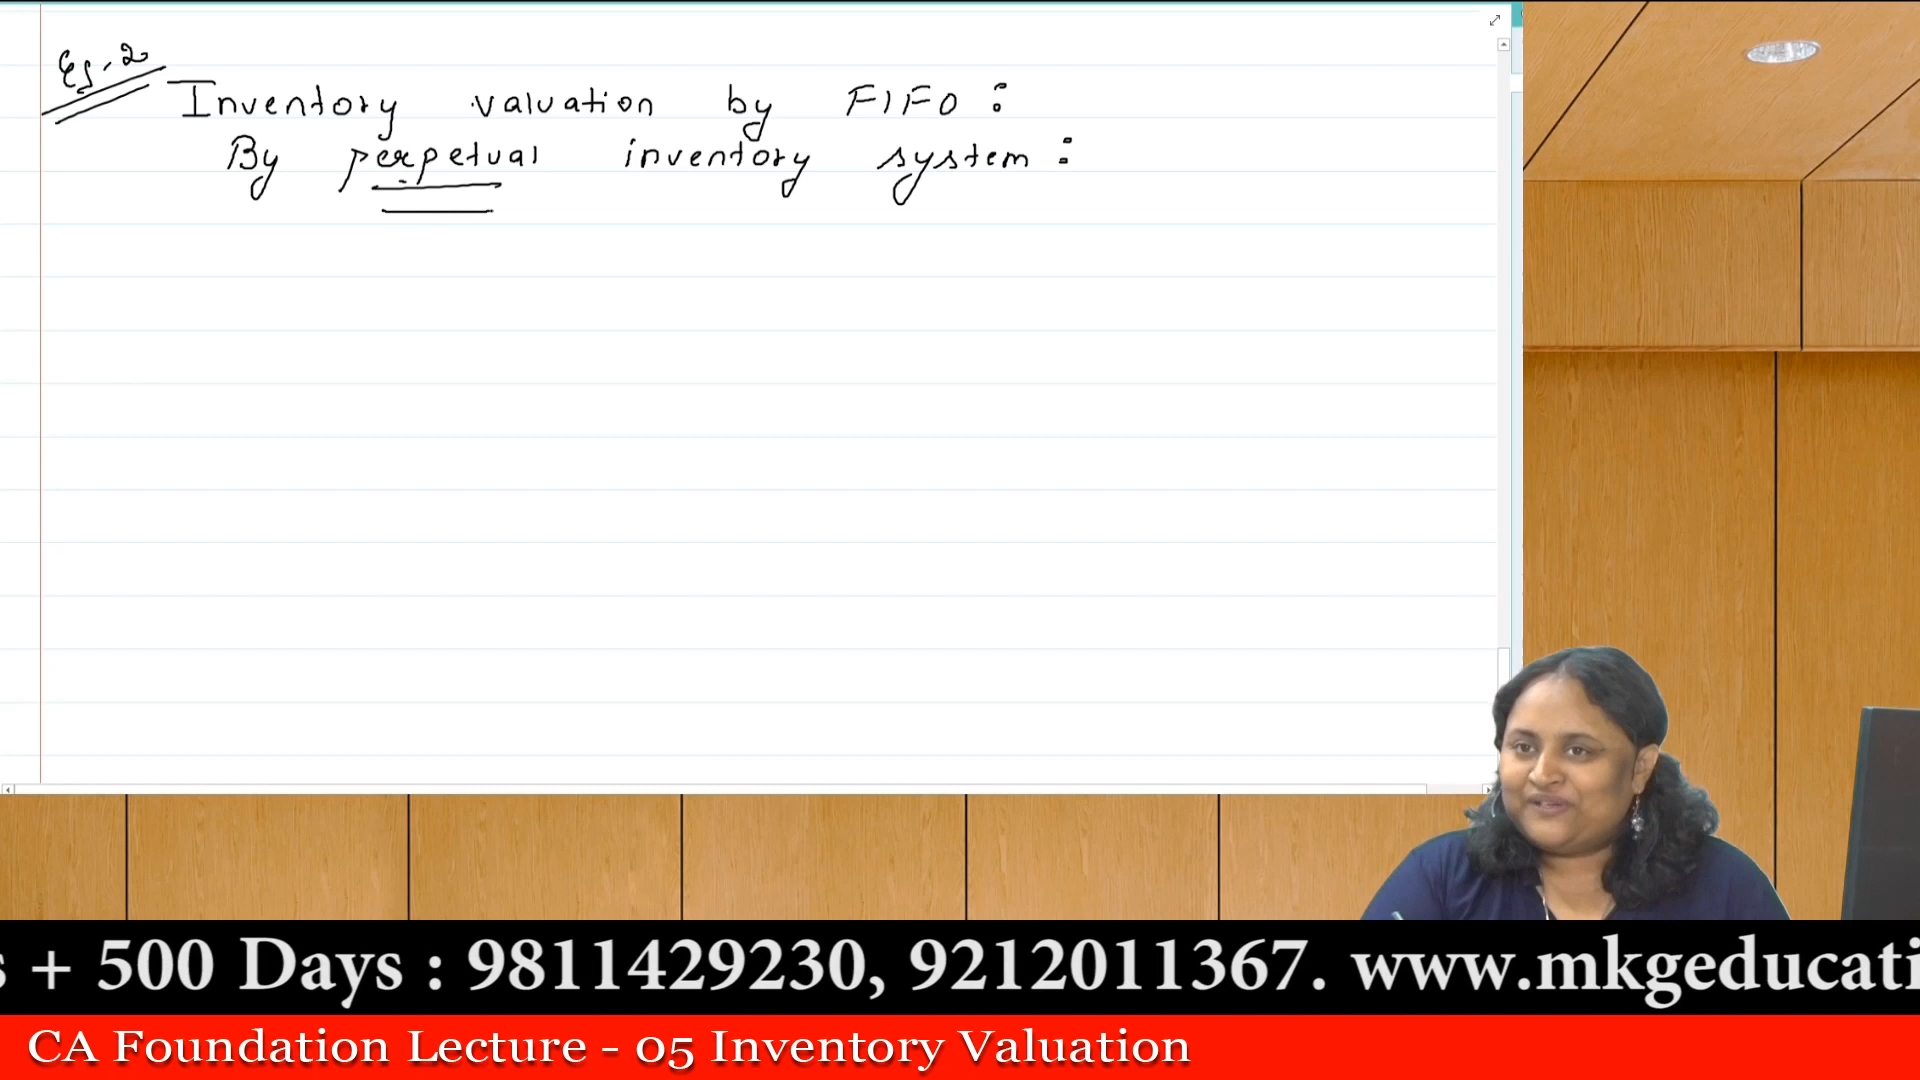 Eg. 2
Inventory valuation by FIFO :
By perpetual inventory system :
s + 500 Days : 9811429230, 9212011367. www.mkgeducati
CA Foundation Lecture - 05 Inventory Valuation